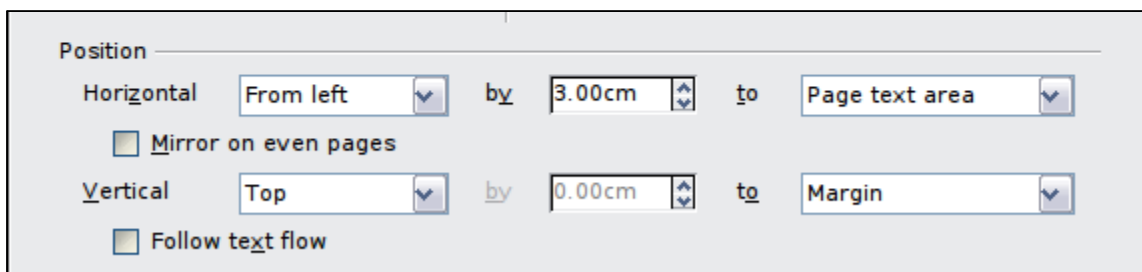 Position
Horizontal From left by 3.00cm to Page text area
Mirror on even pages
Vertical Top by 0.00cm to Margin
Follow text flow